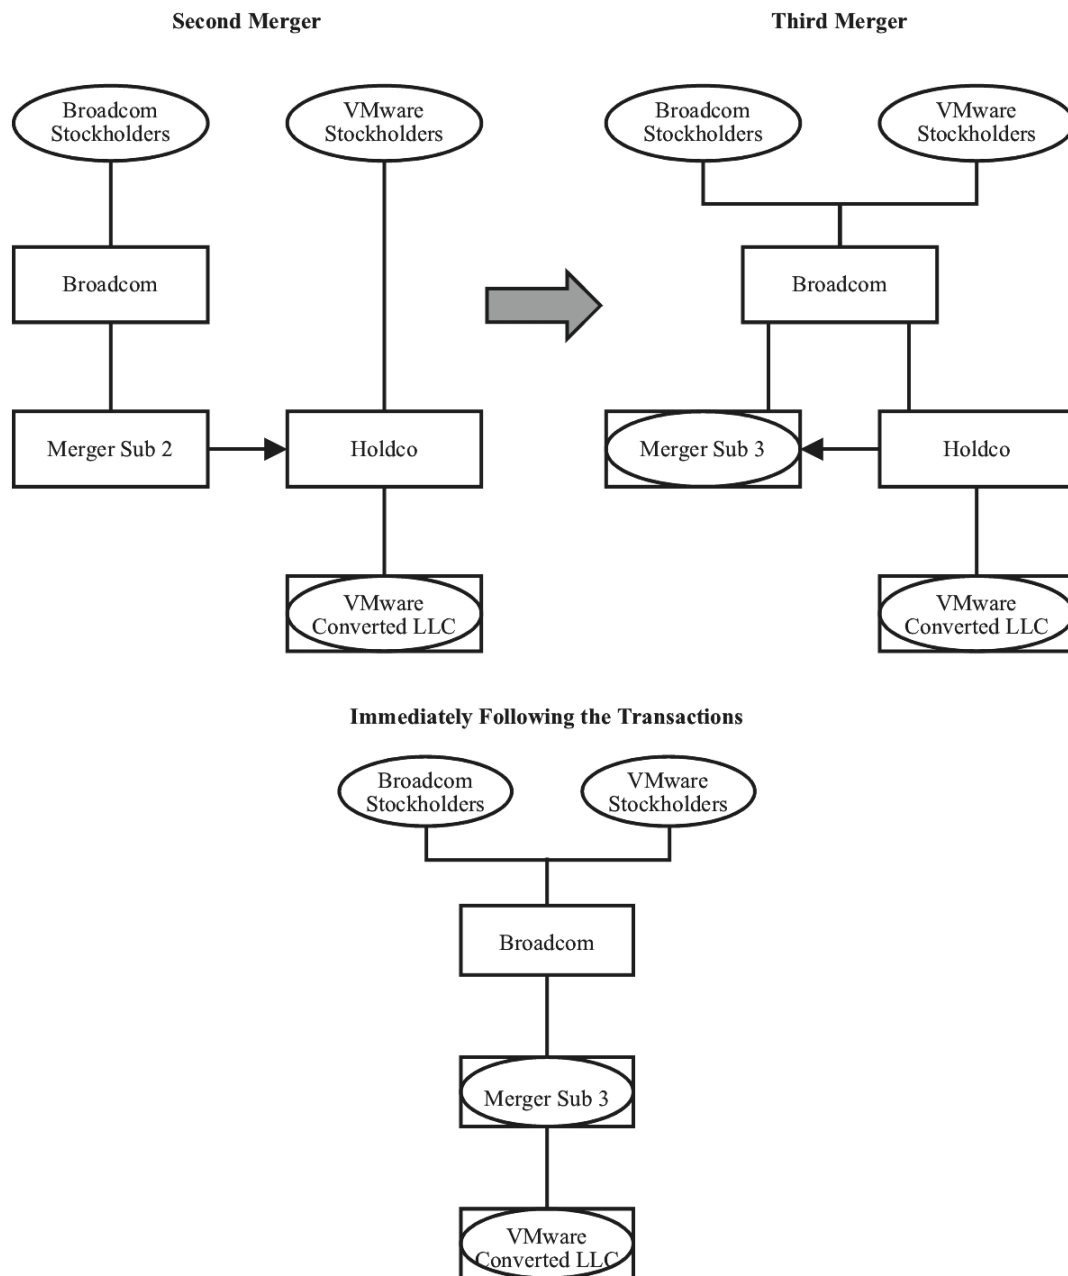 Second Merger
Broadcom
Stockholders
VMware
Stockholders
Broadcom
Merger Sub 2
Holdco
VMware
Converted LLC
Third Merger
Broadcom
Stockholders
VMware
Stockholders
Broadcom
Merger Sub 3
Holdco
VMware
Converted LLC
Immediately Following the Transactions
Broadcom
Stockholders
VMware
Stockholders
Broadcom
Merger Sub 3
VMware
Converted LLC